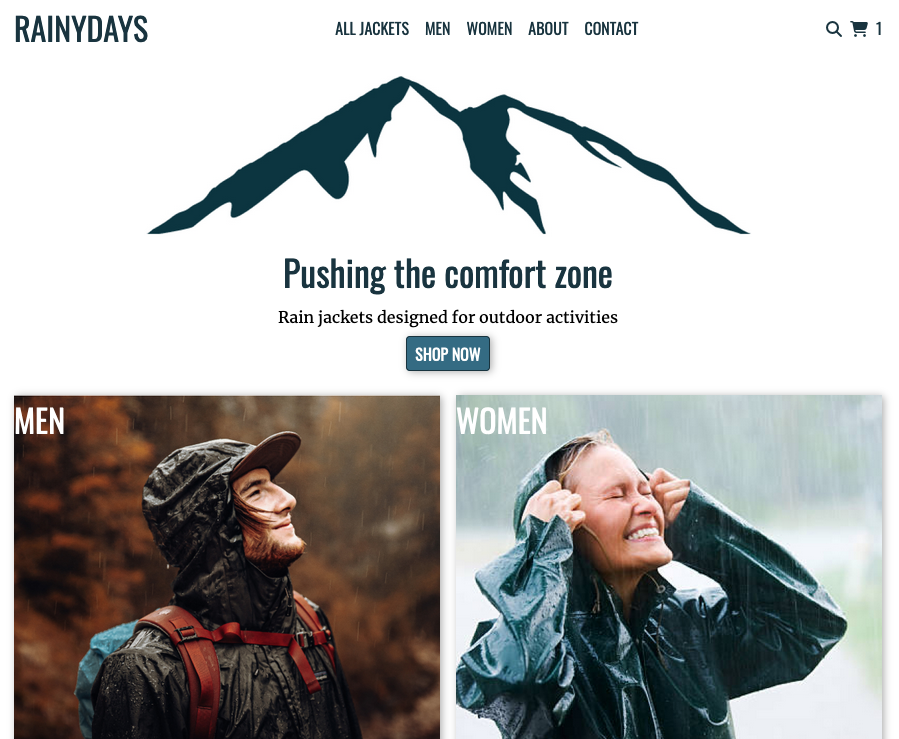 RAINYDAYS
ALL JACKETS MEN WOMEN ABOUT CONTACT
1
Pushing the comfort zone
Rain jackets designed for outdoor activities
SHOP NOW
MEN
WOMEN